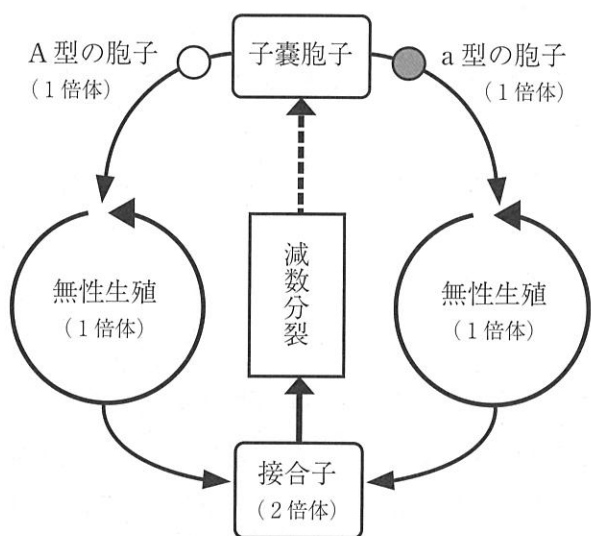 A型の胞子
(1倍体)
子嚢胞子
a型の胞子
(1倍体)
無性生殖
(1倍体)
減数分裂
無性生殖
(1倍体)
接合子
(2倍体)